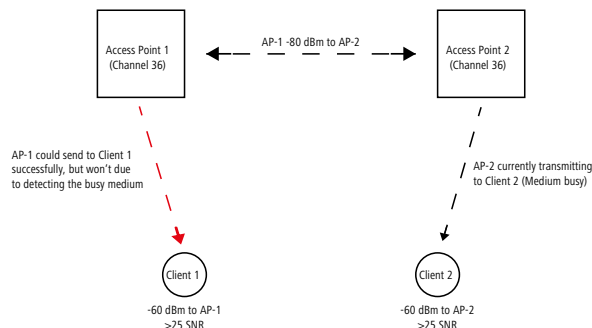 Access Point 1
(Channel 36)
AP-1 -80 dBm to AP-2
Access Point 2
(Channel 36)
AP-1 could send to Client 1
successfully, but won't due
to detecting the busy medium
AP-2 currently transmitting
to Client 2 (Medium busy)
Client 1
Client 2
-60 dBm to AP-1
>25 SNR
-60 dBm to AP-2
>25 SNR